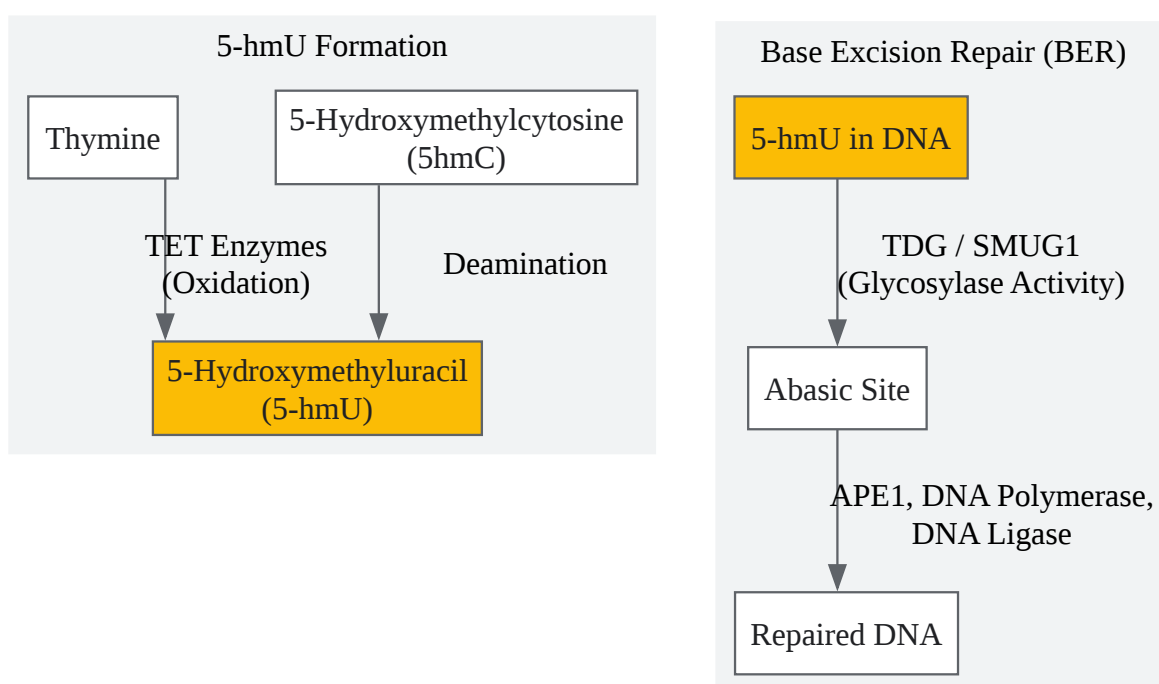 5-hmU Formation
Thymine
5-Hydroxymethylcytosine
(5hmC)
TET Enzymes
(Oxidation)
Deamination
5-Hydroxymethyluracil
(5-hmU)
Base Excision Repair (BER)
5-hmU in DNA
TDG / SMUG1
(Glycosylase Activity)
Abasic Site
APE1, DNA Polymerase,
DNA Ligase
Repaired DNA